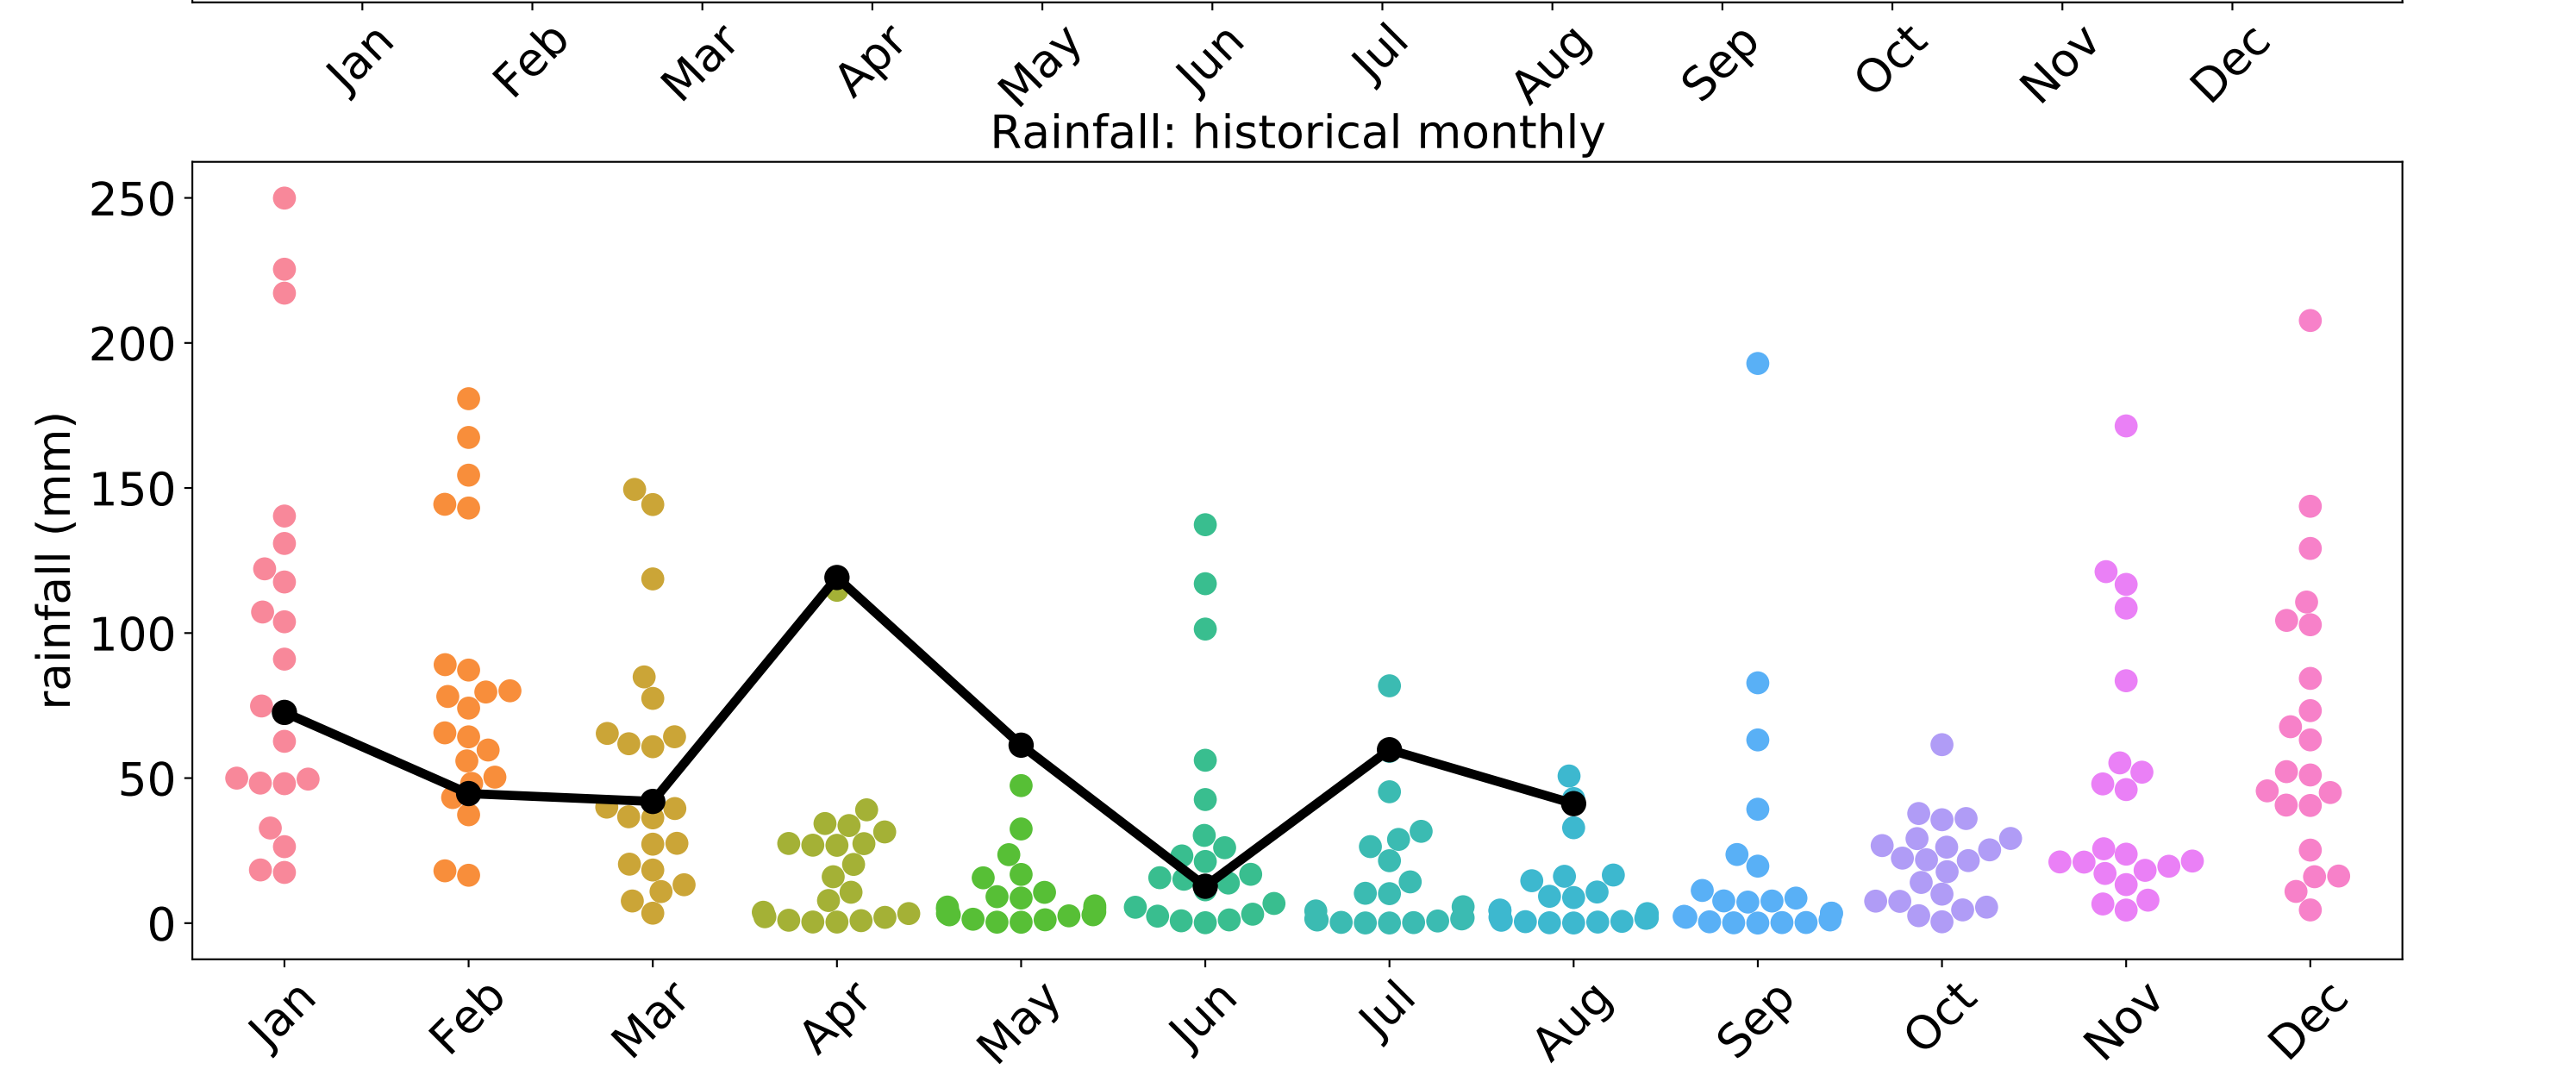 Jan Feb Mar Apr May Jun Jul Aug Sep Oct Nov Dec
Rainfall: historical monthly
rainfall (mm)
250
200
150
100
50
0
Jan Feb Mar Apr May Jun Jul Aug Sep Oct Nov Dec